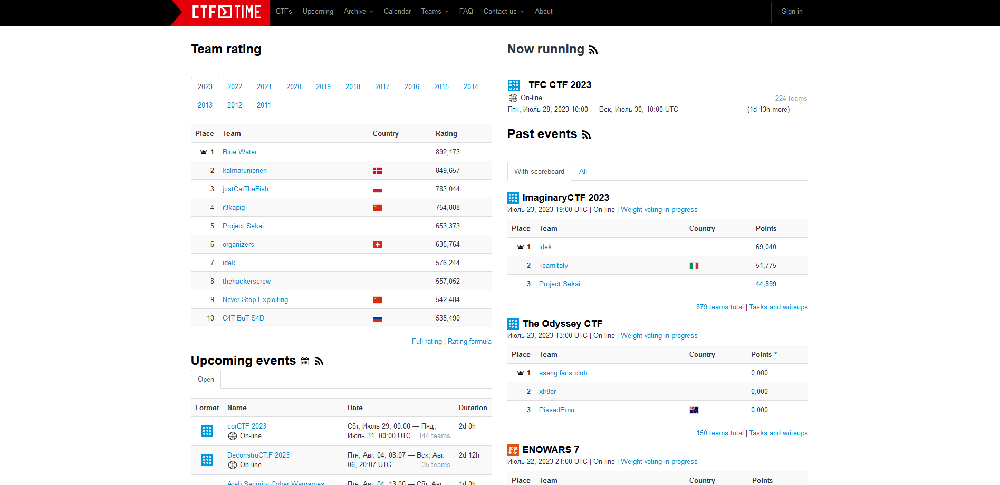 CTF TIME
CTFs Upcoming Archive Calendar Teams FAQ Contact us About Sign in
Team rating
2023 2022 2021 2020 2019 2018 2017 2016 2015 2014
2013 2012 2011
Place Team Country Rating
1 Blue Water 892,173
2 kalmarunionen 849,657
3 justCatTheFish 783,044
4 r3kapig 754,888
5 Project Sekai 653,373
6 organizers 635,764
7 idek 576,244
8 thehackerscrew 557,052
9 Never Stop Exploiting 542,484
10 C4T BuT S4D 535,490
Full rating | Rating formula
Upcoming events
Open
Format Name Date Duration
corCTF 2023 Сбт, Июль 29, 00:00 — Пнд, 2d 0h
On-line Июль 31, 00:00 UTC 144 teams
DeconstruCT.F 2023 Птн, Авг. 04, 08:07 — Вск, Авг. 2d 12h
On-line 06, 20:07 UTC 35 teams
Arab Security Cyber Wargames Птн, Авг. 04, 13:00 — Сбт, Авг. 1d 0h
Now running
TFC CTF 2023
On-line 224 teams
Птн, Июль 28, 2023 10:00 — Вск, Июль 30, 10:00 UTC (1d 13h more)
Past events
With scoreboard All
ImaginaryCTF 2023
Июль 23, 2023 19:00 UTC | On-line | Weight voting in progress
Place Team Country Points
1 idek 69,040
2 TeamItaly 51,775
3 Project Sekai 44,899
879 teams total | Tasks and writeups
The Odyssey CTF
Июль 23, 2023 13:00 UTC | On-line | Weight voting in progress
Place Team Country Points *
1 aseng fans club 0,000
2 xlr8or 0,000
3 PissedEmu 0,000
150 teams total | Tasks and writeups
ENOWARS 7
Июль 22, 2023 21:00 UTC | On-line | Weight voting in progress
Place Team Country Points